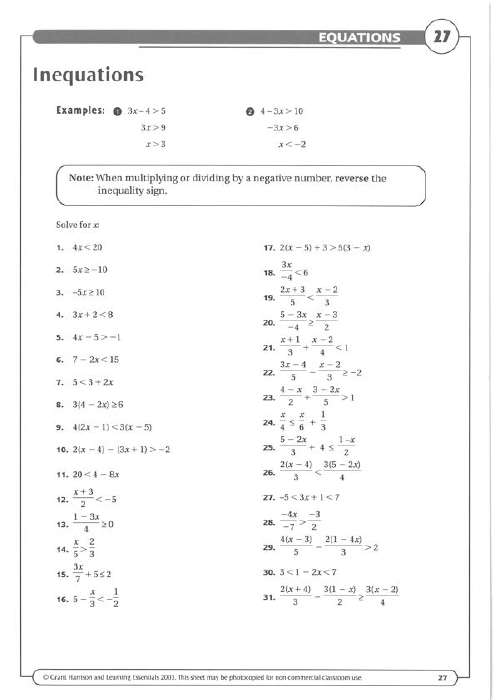 EQUATIONS 27
Inequations
Examples: ❶ 3x – 4 > 5
3x > 9
x > 3
❷ 4 – 3x > 10
–3x > 6
x < –2
Note: When multiplying or dividing by a negative number, reverse the
inequality sign.
Solve for x:
1. 4x < 20
2. 5x ≥ –10
3. –5x ≥ 10
4. 3x + 2 < 8
5. 4x – 5 > –1
6. 7 – 2x < 15
7. 5 < 3 + 2x
8. 3(4 – 2x) ≥ 6
9. 4(2x – 1) < 3(x – 5)
10. 2(x – 4) – (3x + 1) > –2
11. 20 < 4 – 8x
12. (x + 3)/2 < –5
13. (1 – 3x)/4 ≥ 0
14. x/5 > 2/3
15. 3x/7 + 5 ≤ 2
16. 5 – x/3 < –1/2
17. 2(x – 5) + 3 > 5(3 – x)
18. 3x/–4 < 6
19. (2x + 3)/5 < (x – 2)/3
20. (5 – 3x)/–4 ≥ (x – 3)/2
21. (x + 1)/3 + (x – 2)/4 < 1
22. (3x – 4)/5 – (x – 2)/3 ≥ –2
23. (4 – x)/2 + (3 – 2x)/5 > 1
24. x/4 ≤ x/6 + 1/3
25. (5 – 2x)/3 + 4 ≤ (1–x)/2
26. 2(x – 4)/3 < 3(5 – 2x)/4
27. –5 < 3x + 1 < 7
28. –4x/–7 > –3/2
29. 4(x – 3)/5 – 2(1 – 4x)/3 > 2
30. 3 < 1 – 2x < 7
31. 2(x + 4)/3 – 3(1 – x)/2 ≥ 3(x – 2)/4
© Grant Harrison and Learning Essentials 2003. This sheet may be photocopied for non commercial classroom use. 27